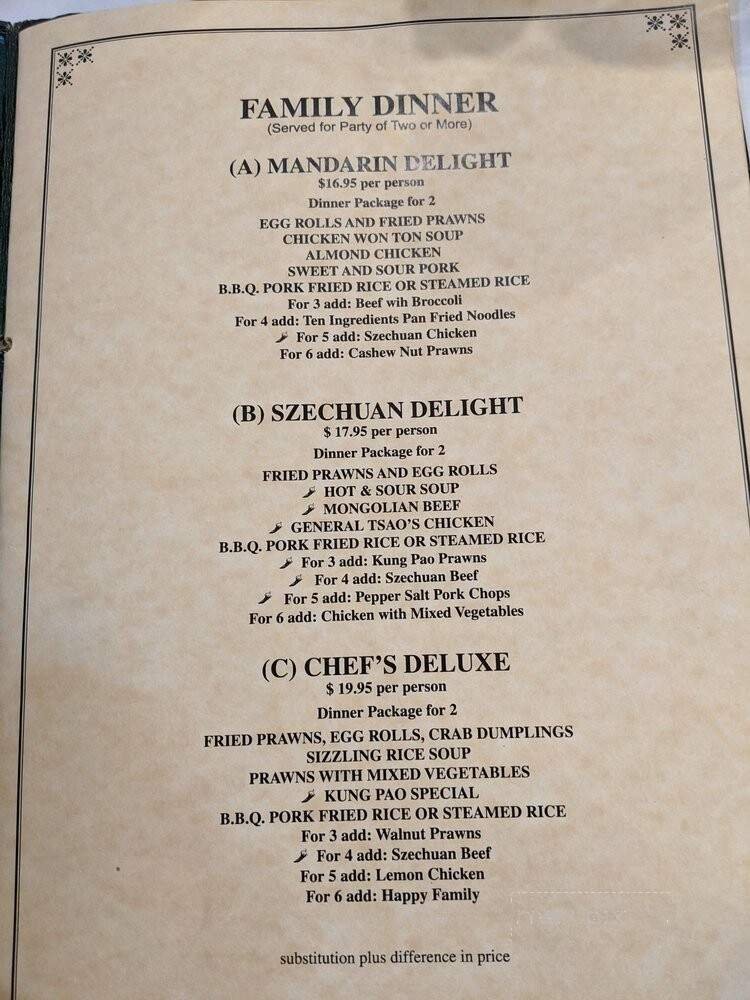 FAMILY DINNER
(Served for Party of Two or More)
(A) MANDARIN DELIGHT
$16.95 per person
Dinner Package for 2
EGG ROLLS AND FRIED PRAWNS
CHICKEN WON TON SOUP
ALMOND CHICKEN
SWEET AND SOUR PORK
B.B.Q. PORK FRIED RICE OR STEAMED RICE
For 3 add: Beef wih Broccoli
For 4 add: Ten Ingredients Pan Fried Noodles
For 5 add: Szechuan Chicken
For 6 add: Cashew Nut Prawns
(B) SZECHUAN DELIGHT
$ 17.95 per person
Dinner Package for 2
FRIED PRAWNS AND EGG ROLLS
HOT & SOUR SOUP
MONGOLIAN BEEF
GENERAL TSAO'S CHICKEN
B.B.Q. PORK FRIED RICE OR STEAMED RICE
For 3 add: Kung Pao Prawns
For 4 add: Szechuan Beef
For 5 add: Pepper Salt Pork Chops
For 6 add: Chicken with Mixed Vegetables
(C) CHEF'S DELUXE
$ 19.95 per person
Dinner Package for 2
FRIED PRAWNS, EGG ROLLS, CRAB DUMPLINGS
SIZZLING RICE SOUP
PRAWNS WITH MIXED VEGETABLES
KUNG PAO SPECIAL
B.B.Q. PORK FRIED RICE OR STEAMED RICE
For 3 add: Walnut Prawns
For 4 add: Szechuan Beef
For 5 add: Lemon Chicken
For 6 add: Happy Family
substitution plus difference in price